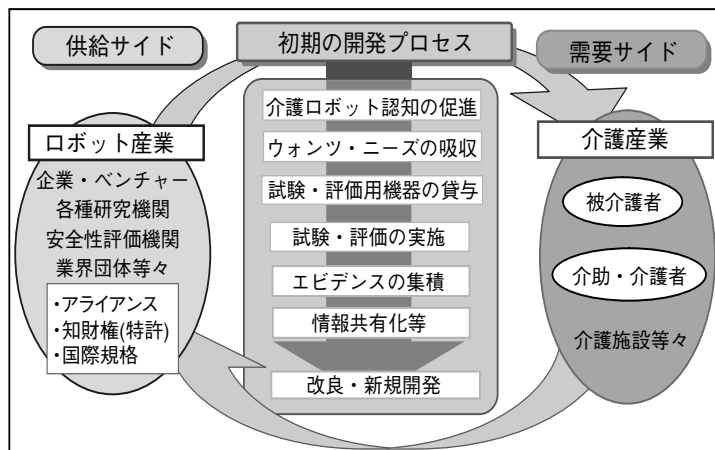 供給サイド
初期の開発プロセス
需要サイド
ロボット産業
企業・ベンチャー
各種研究機関
安全性評価機関
業界団体等々
・アライアンス
・知財権(特許)
・国際規格
介護ロボット認知の促進
ウォンツ・ニーズの吸収
試験・評価用機器の貸与
試験・評価の実施
エビデンスの集積
情報共有化等
改良・新規開発
介護産業
被介護者
介助・介護者
介護施設等々